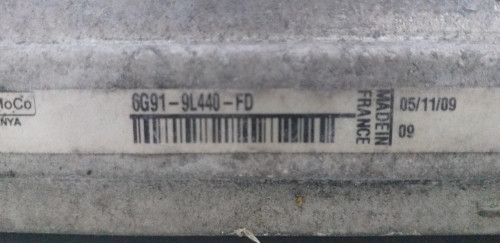 MoCo
NYA
6G91-9L440-FD
MADE IN
FRANCE
05/11/09
09